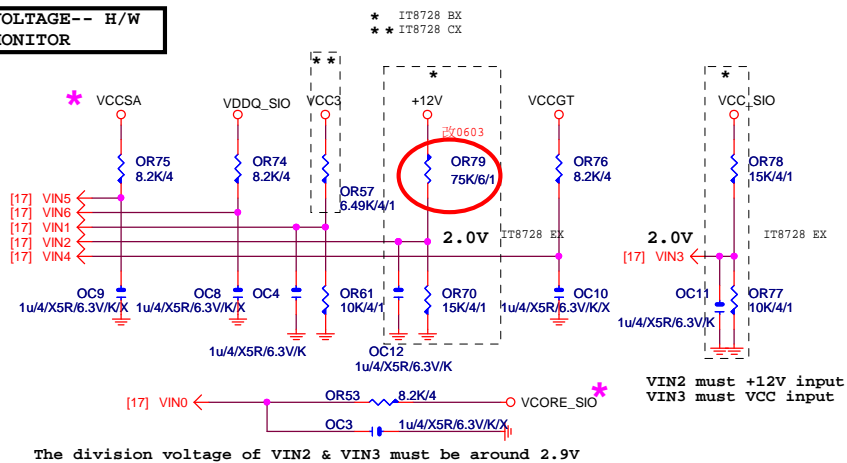 VOLTAGE-- H/W
MONITOR
* IT8728 BX
** IT8728 CX
**
*
*
* VCCSA
VDDQ_SIO
VCC3
+12V
VCCGT
VCC_SIO
改0603
OR75
8.2K/4
OR74
8.2K/4
OR57
6.49K/4/1
OR79
75K/6/1
OR76
8.2K/4
OR78
15K/4/1
[17] VIN5
[17] VIN6
[17] VIN1
[17] VIN2
[17] VIN4
2.0V
IT8728 EX
2.0V
IT8728 EX
[17] VIN3
OC9
1u/4/X5R/6.3V/K/X
OC8
1u/4/X5R/6.3V/K/X
OC4
1u/4/X5R/6.3V/K
OR61
10K/4/1
OC12
1u/4/X5R/6.3V/K
OR70
15K/4/1
OC10
1u/4/X5R/6.3V/K/X
OC11
1u/4/X5R/6.3V/K
OR77
10K/4/1
VIN2 must +12V input
VIN3 must VCC input
[17] VIN0
OR53
8.2K/4
VCORE_SIO *
OC3
1u/4/X5R/6.3V/K/X
The division voltage of VIN2 & VIN3 must be around 2.9V